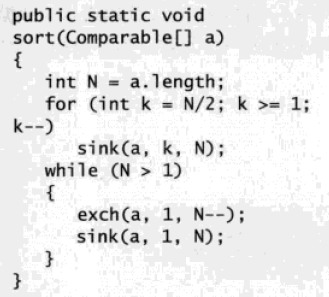 public static void
sort(Comparable[] a)
{
int N = a.length;
for (int k = N/2; k >= 1;
k--)
sink(a, k, N);
while (N > 1)
{
exch(a, 1, N--);
sink(a, 1, N);
}
}